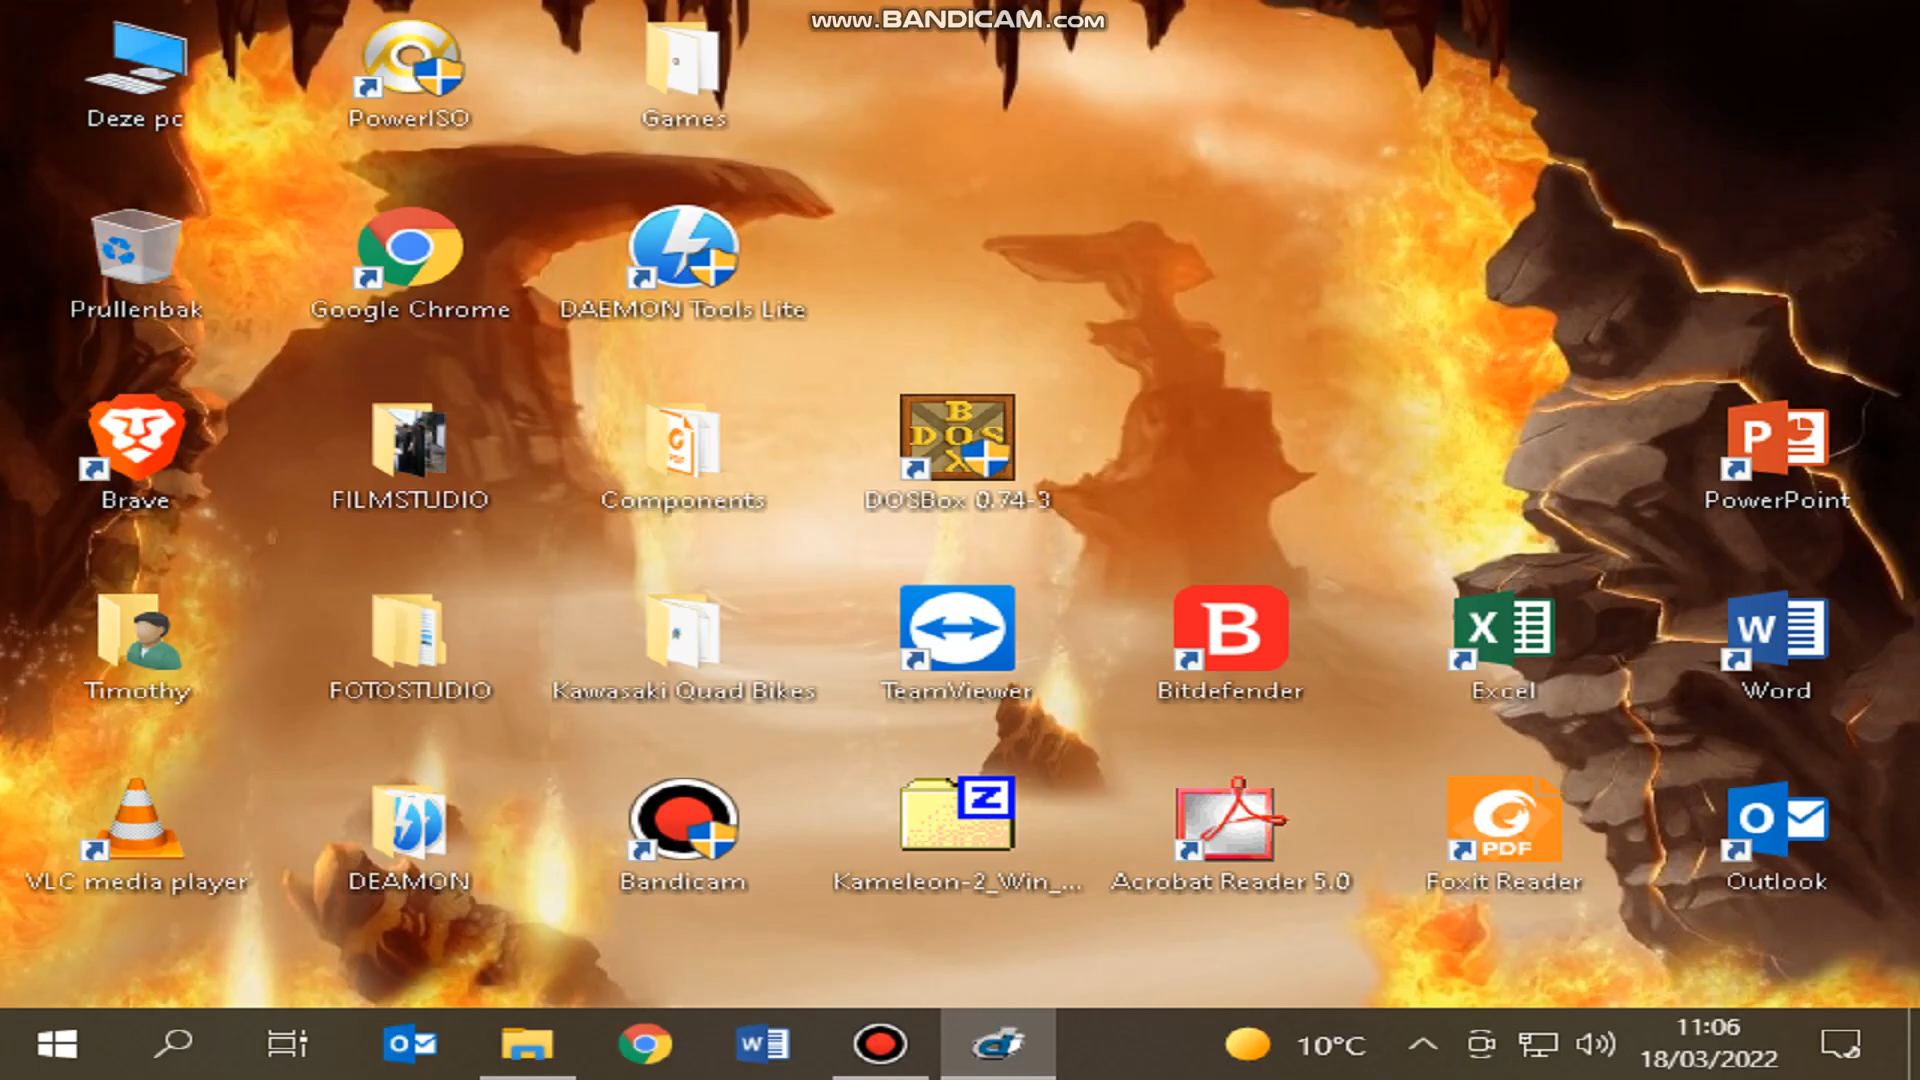 www.BANDICAM.com
Deze pc
PowerISO
Games
Prullenbak
Google Chrome
DAEMON Tools Lite
Brave
FILMSTUDIO
Components
DOSBox 0.74-3
PowerPoint
Timothy
FOTOSTUDIO
Kawasaki Quad Bikes
TeamViewer
Bitdefender
Excel
Word
VLC media player
DEAMON
Bandicam
Kameleon-2_Win_...
Acrobat Reader 5.0
PDF
Foxit Reader
Outlook
10°C
11:06
18/03/2022